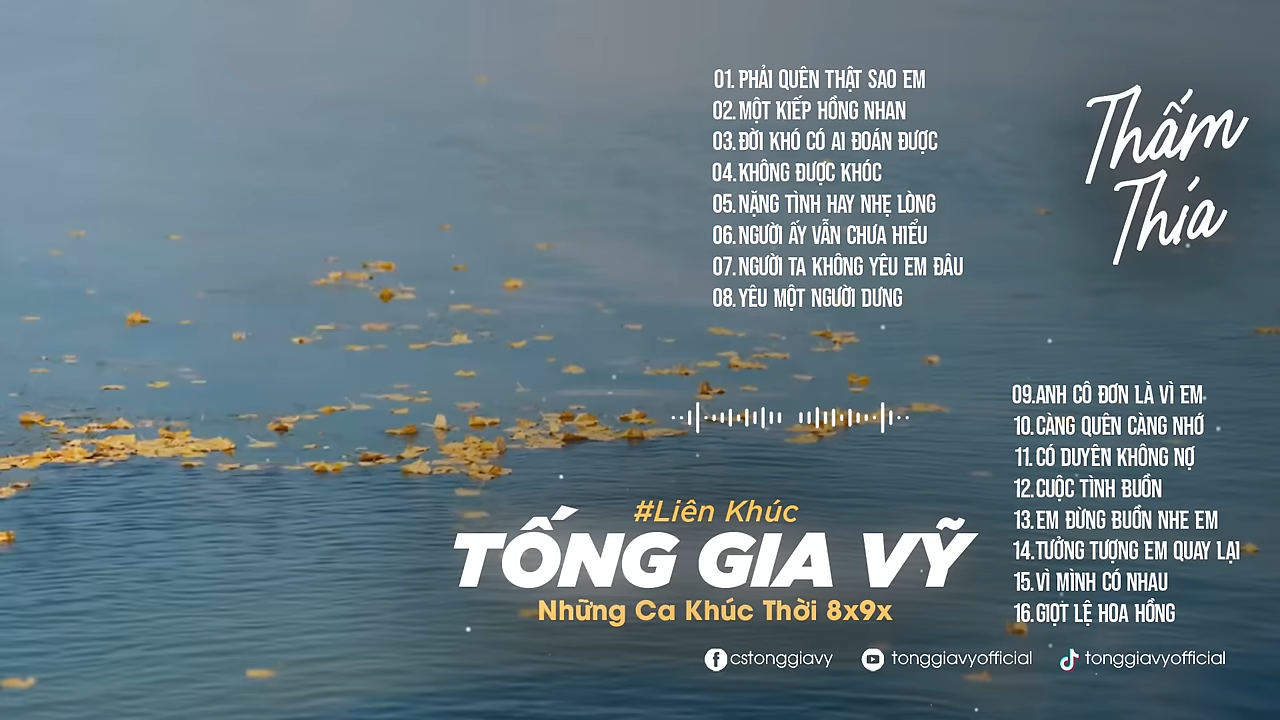 01. PHẢI QUÊN THẬT SAO EM
02. MỘT KIẾP HỒNG NHAN
03. ĐỜI KHÓ CÓ AI ĐOÁN ĐƯỢC
04. KHÔNG ĐƯỢC KHÓC
05. NẶNG TÌNH HAY NHẸ LÒNG
06. NGƯỜI ẤY VẪN CHƯA HIỂU
07. NGƯỜI TA KHÔNG YÊU EM ĐÂU
08. YÊU MỘT NGƯỜI DƯNG
Thấm
Thía
09. ANH CÔ ĐƠN LÀ VÌ EM
10. CÀNG QUÊN CÀNG NHỚ
11. CÓ DUYÊN KHÔNG NỢ
12. CUỘC TÌNH BUỒN
13. EM ĐỪNG BUỒN NHE EM
14. TƯỞNG TƯỢNG EM QUAY LẠI
15. VÌ MÌNH CÓ NHAU
16. GIỌT LỆ HOA HỒNG
#Liên Khúc
TỐNG GIA VỸ
Những Ca Khúc Thời 8x9x
cstonggiavy tonggiavyofficial tonggiavyofficial